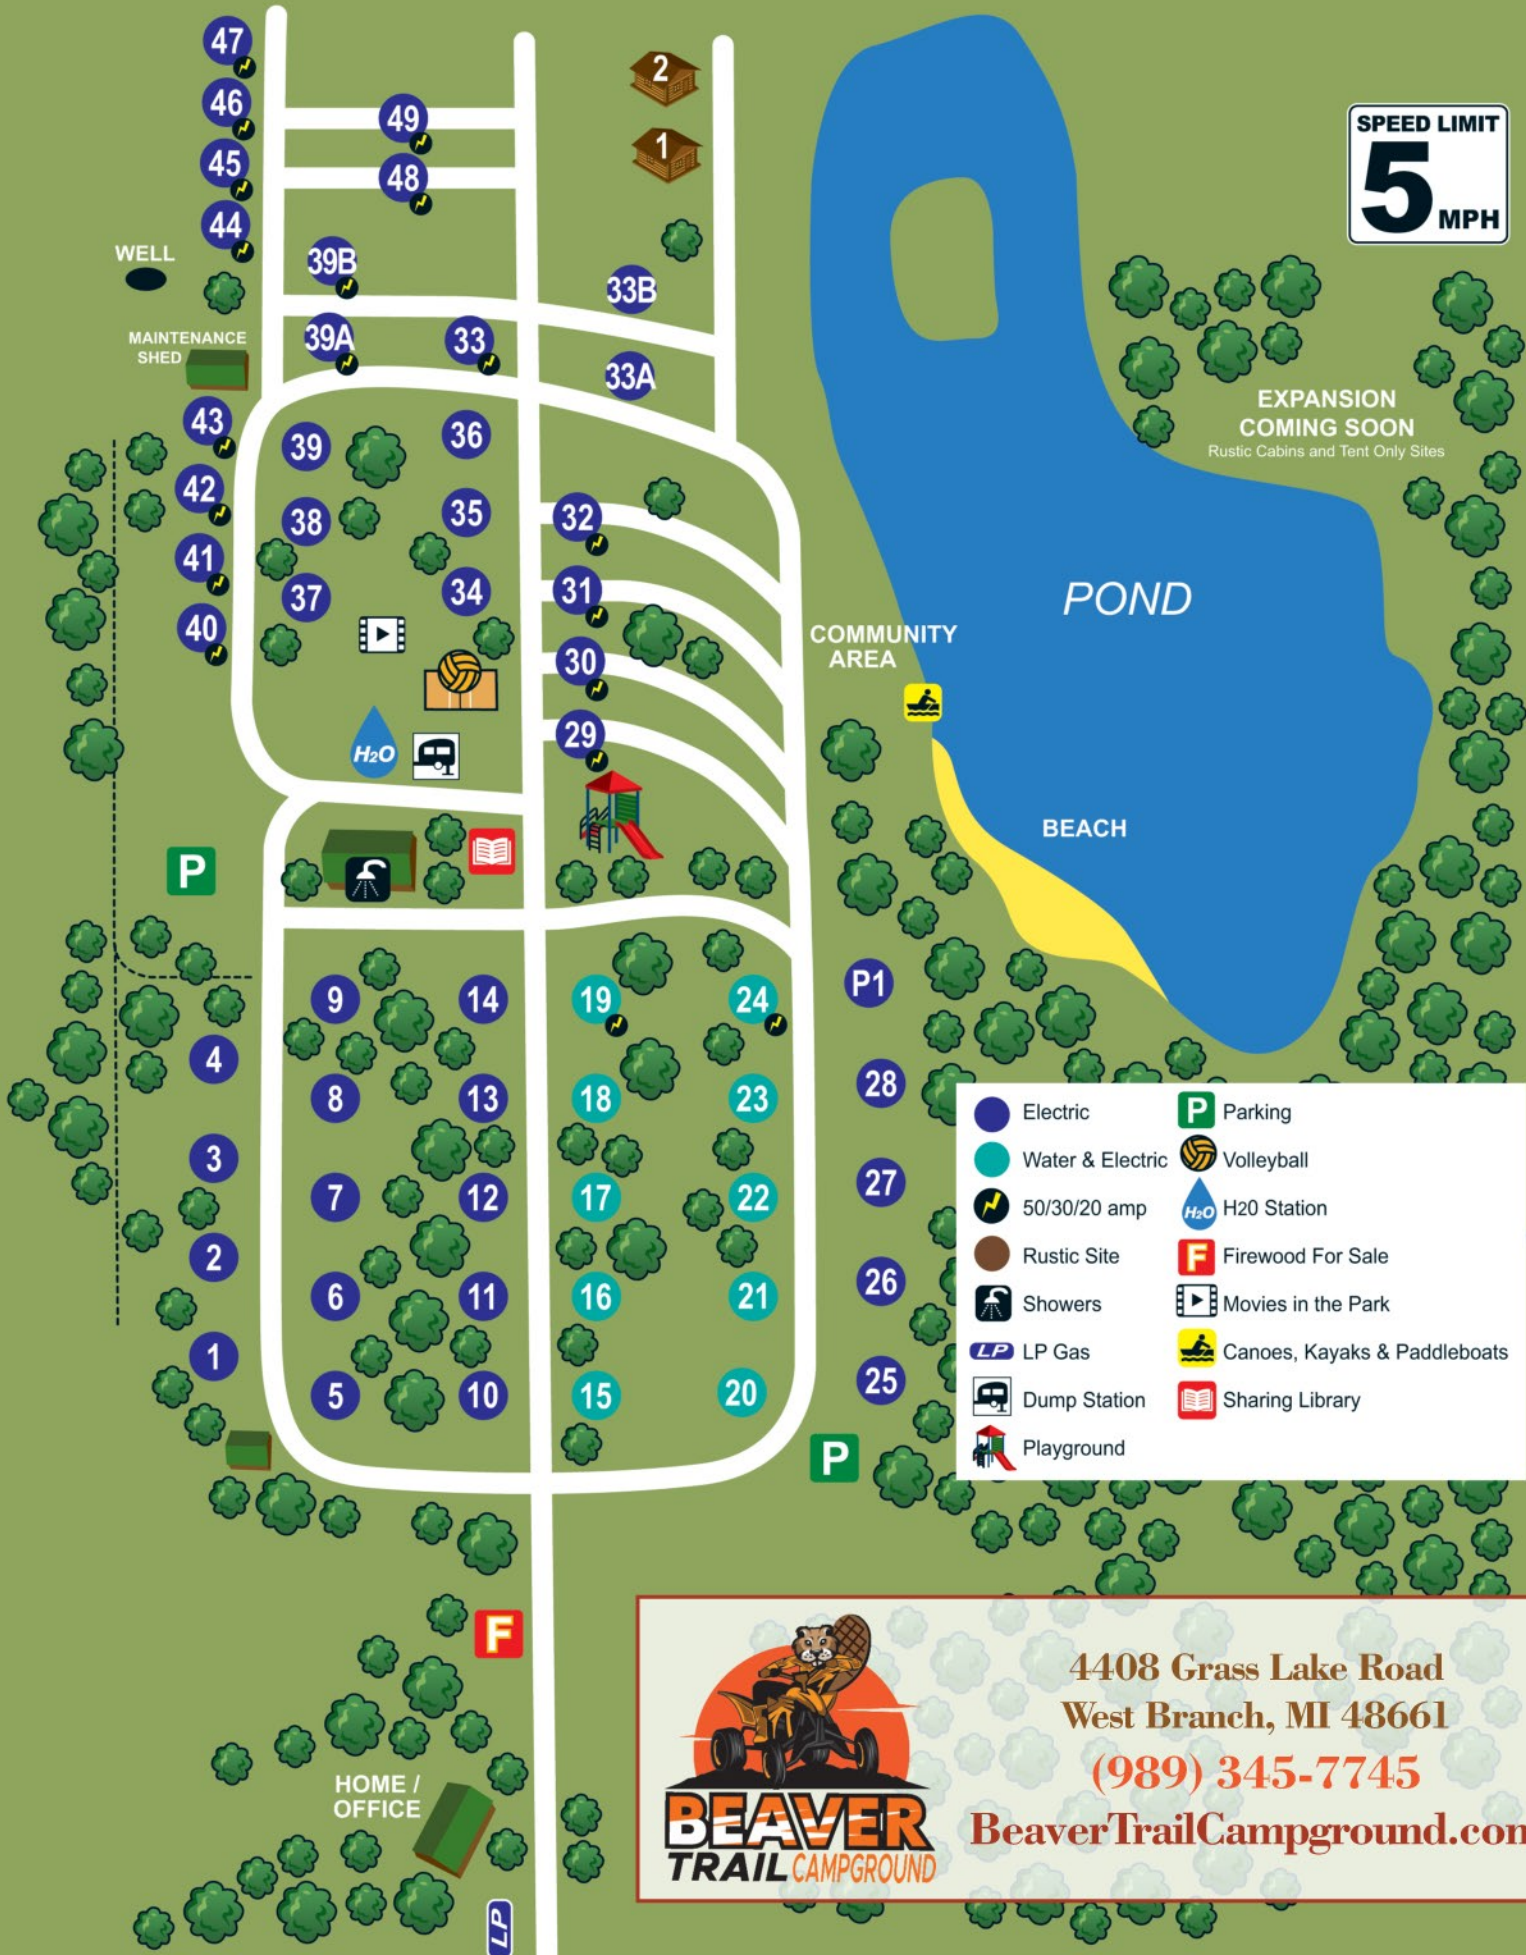 47
46
45
44
49
48
2
1
SPEED LIMIT
5
MPH
WELL
39B
33B
MAINTENANCE
SHED
39A
33
33A
EXPANSION
COMING SOON
Rustic Cabins and Tent Only Sites
43
42
41
40
39
38
37
36
35
34
32
31
30
29
H2O
POND
COMMUNITY
AREA
BEACH
P
9
14
19
24
P1
4
8
13
18
23
28
3
7
12
17
22
27
2
6
11
16
21
26
1
5
10
15
20
25
P
Electric
Water & Electric
50/30/20 amp
Rustic Site
Showers
LP LP Gas
Dump Station
Playground
P Parking
Volleyball
H2O H20 Station
F Firewood For Sale
Movies in the Park
Canoes, Kayaks & Paddleboats
Sharing Library
F
HOME /
OFFICE
LP
BEAVER
TRAIL CAMPGROUND
4408 Grass Lake Road
West Branch, MI 48661
(989) 345-7745
BeaverTrailCampground.com